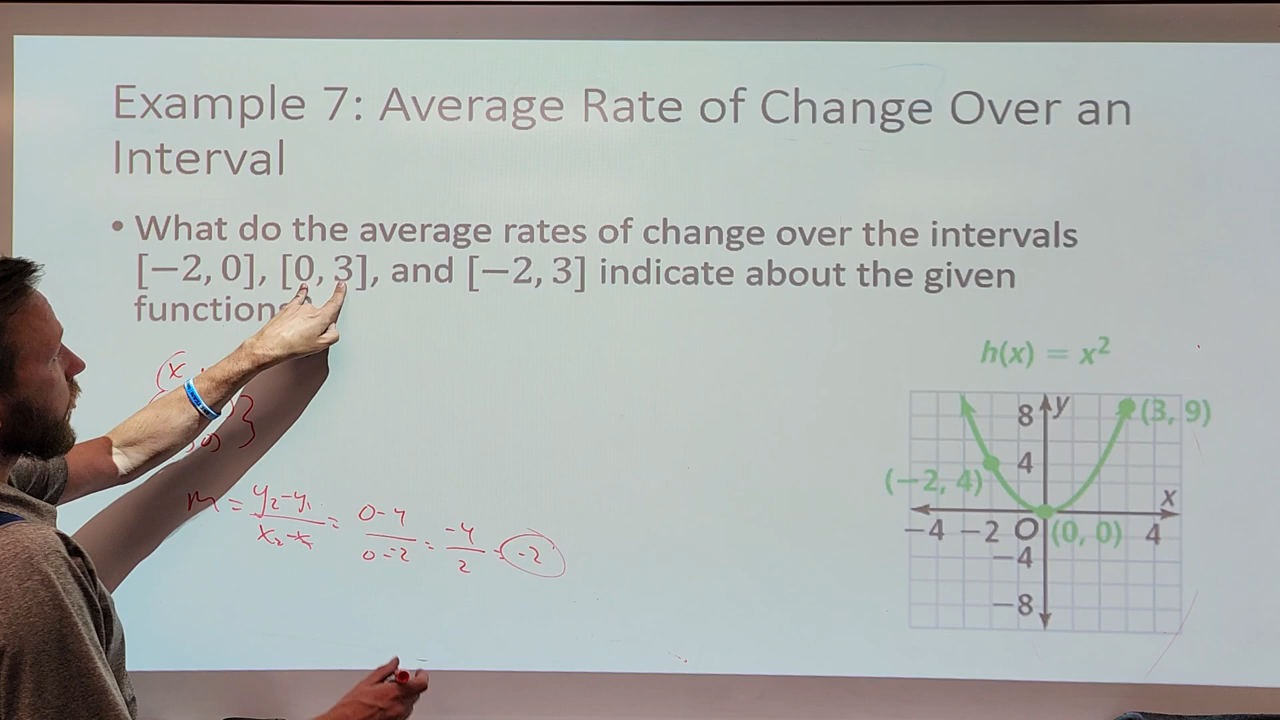 Example 7: Average Rate of Change Over an
Interval
• What do the average rates of change over the intervals
[−2, 0], [0, 3], and [−2, 3] indicate about the given
function
h(x) = x²
8 y (3, 9)
(−2, 4) 4
x
−4 −2 O (0, 0) 4
−4
−8
(x
m = y₂-y₁ / x₂-x₁ = 0-4 / 0--2 = -4 / 2 = -2